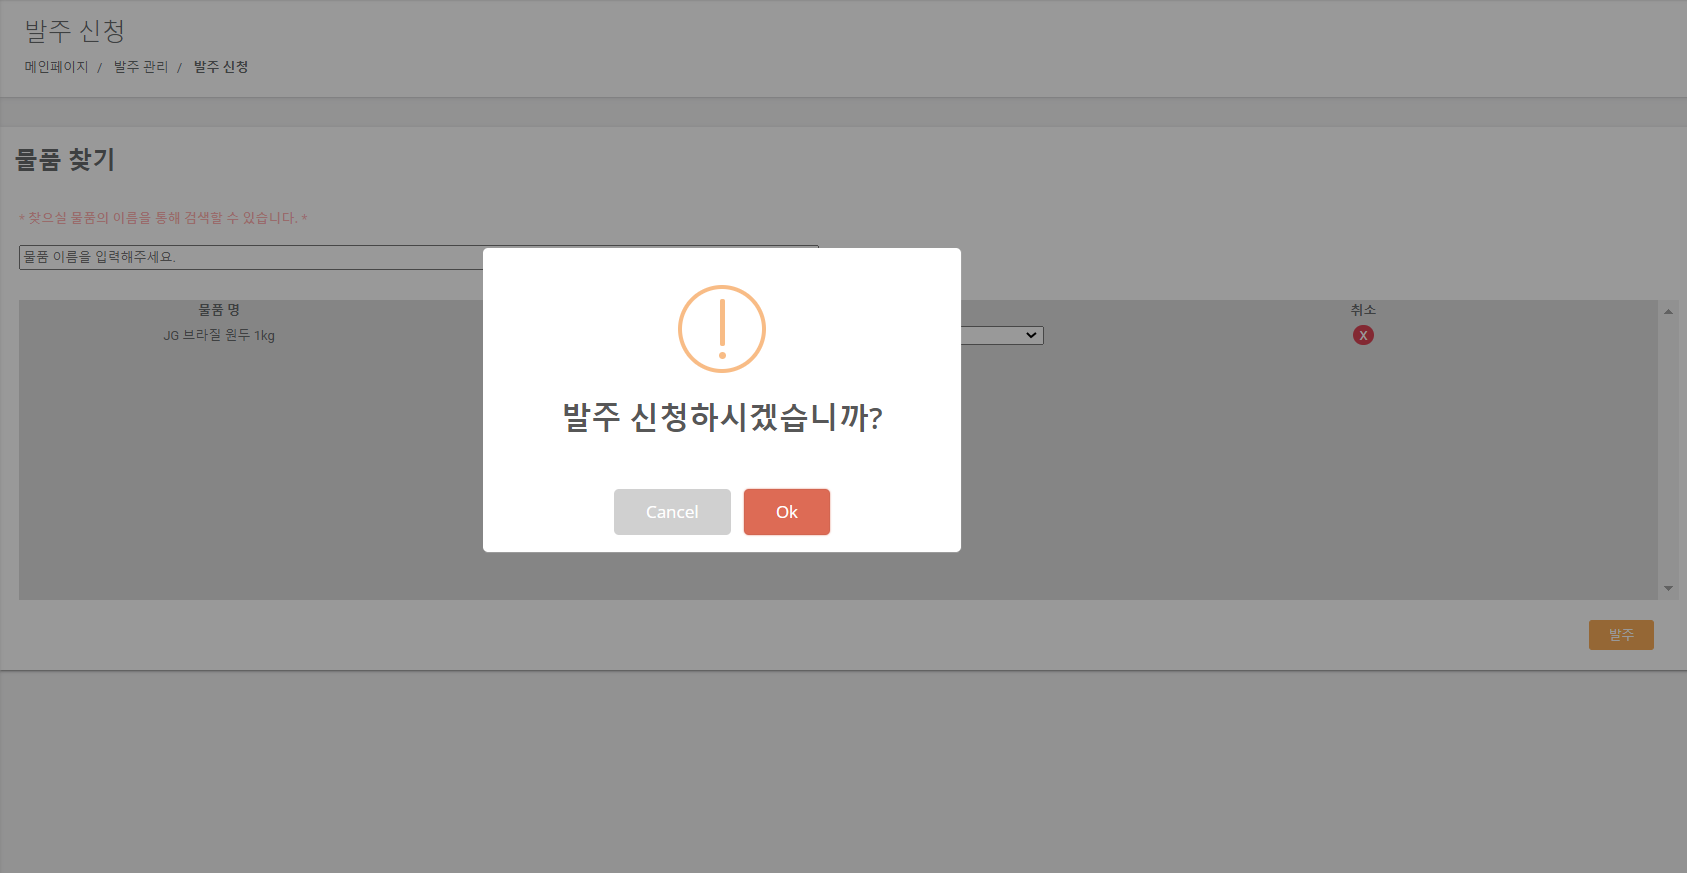 발주 신청
메인페이지 / 발주 관리 / 발주 신청
물품 찾기
* 찾으실 물품의 이름을 통해 검색할 수 있습니다. *
물품 이름을 입력해주세요.
물품 명 취소
JG 브라질 원두 1kg X
발주 신청하시겠습니까?
Cancel Ok
발주